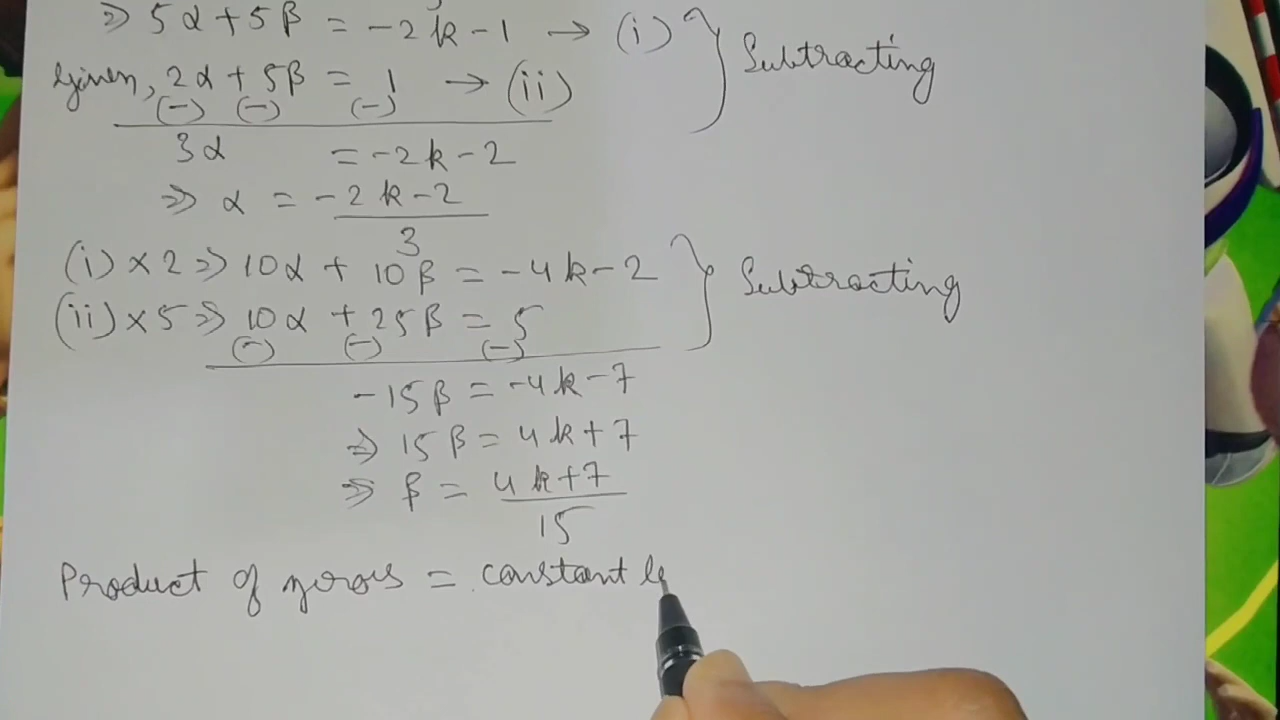 ⇒ 5α + 5β = -2k - 1 → (i) } Subtracting
Given, 2α + 5β = 1 → (ii)
(-) (-) (-)
3α = -2k - 2
⇒ α = -2k-2
3
(i) × 2 ⇒ 10α + 10β = -4k - 2 } Subtracting
(ii) × 5 ⇒ 10α + 25β = 5
(-) (-) (-)
-15β = -4k - 7
⇒ 15β = 4k + 7
⇒ β = 4k+7
15
Product of zeroes = constant